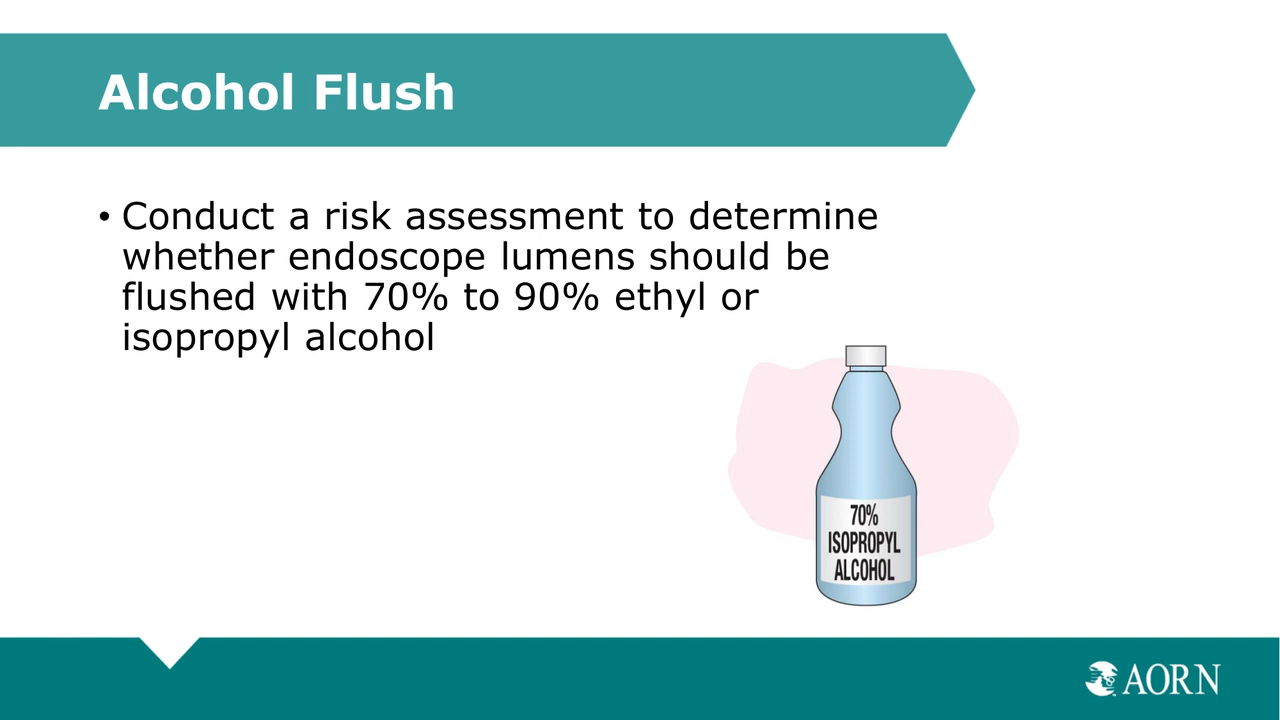 Alcohol Flush
• Conduct a risk assessment to determine
whether endoscope lumens should be
flushed with 70% to 90% ethyl or
isopropyl alcohol
70%
ISOPROPYL
ALCOHOL
AORN